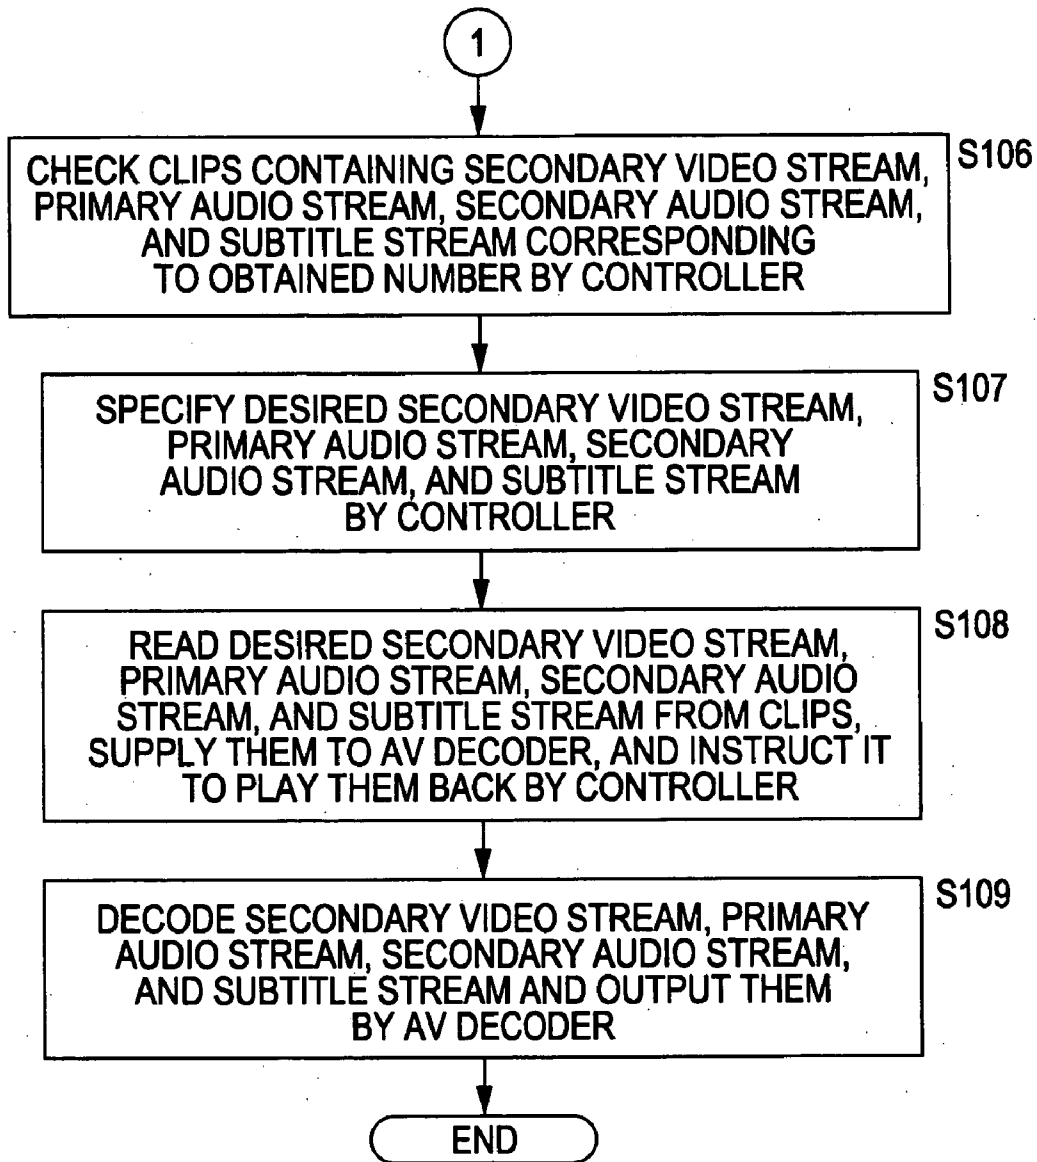 1
CHECK CLIPS CONTAINING SECONDARY VIDEO STREAM,
PRIMARY AUDIO STREAM, SECONDARY AUDIO STREAM,
AND SUBTITLE STREAM CORRESPONDING
TO OBTAINED NUMBER BY CONTROLLER
S106
SPECIFY DESIRED SECONDARY VIDEO STREAM,
PRIMARY AUDIO STREAM, SECONDARY
AUDIO STREAM, AND SUBTITLE STREAM
BY CONTROLLER
S107
READ DESIRED SECONDARY VIDEO STREAM,
PRIMARY AUDIO STREAM, SECONDARY AUDIO
STREAM, AND SUBTITLE STREAM FROM CLIPS,
SUPPLY THEM TO AV DECODER, AND INSTRUCT IT
TO PLAY THEM BACK BY CONTROLLER
S108
DECODE SECONDARY VIDEO STREAM, PRIMARY
AUDIO STREAM, SECONDARY AUDIO STREAM,
AND SUBTITLE STREAM AND OUTPUT THEM
BY AV DECODER
S109
END